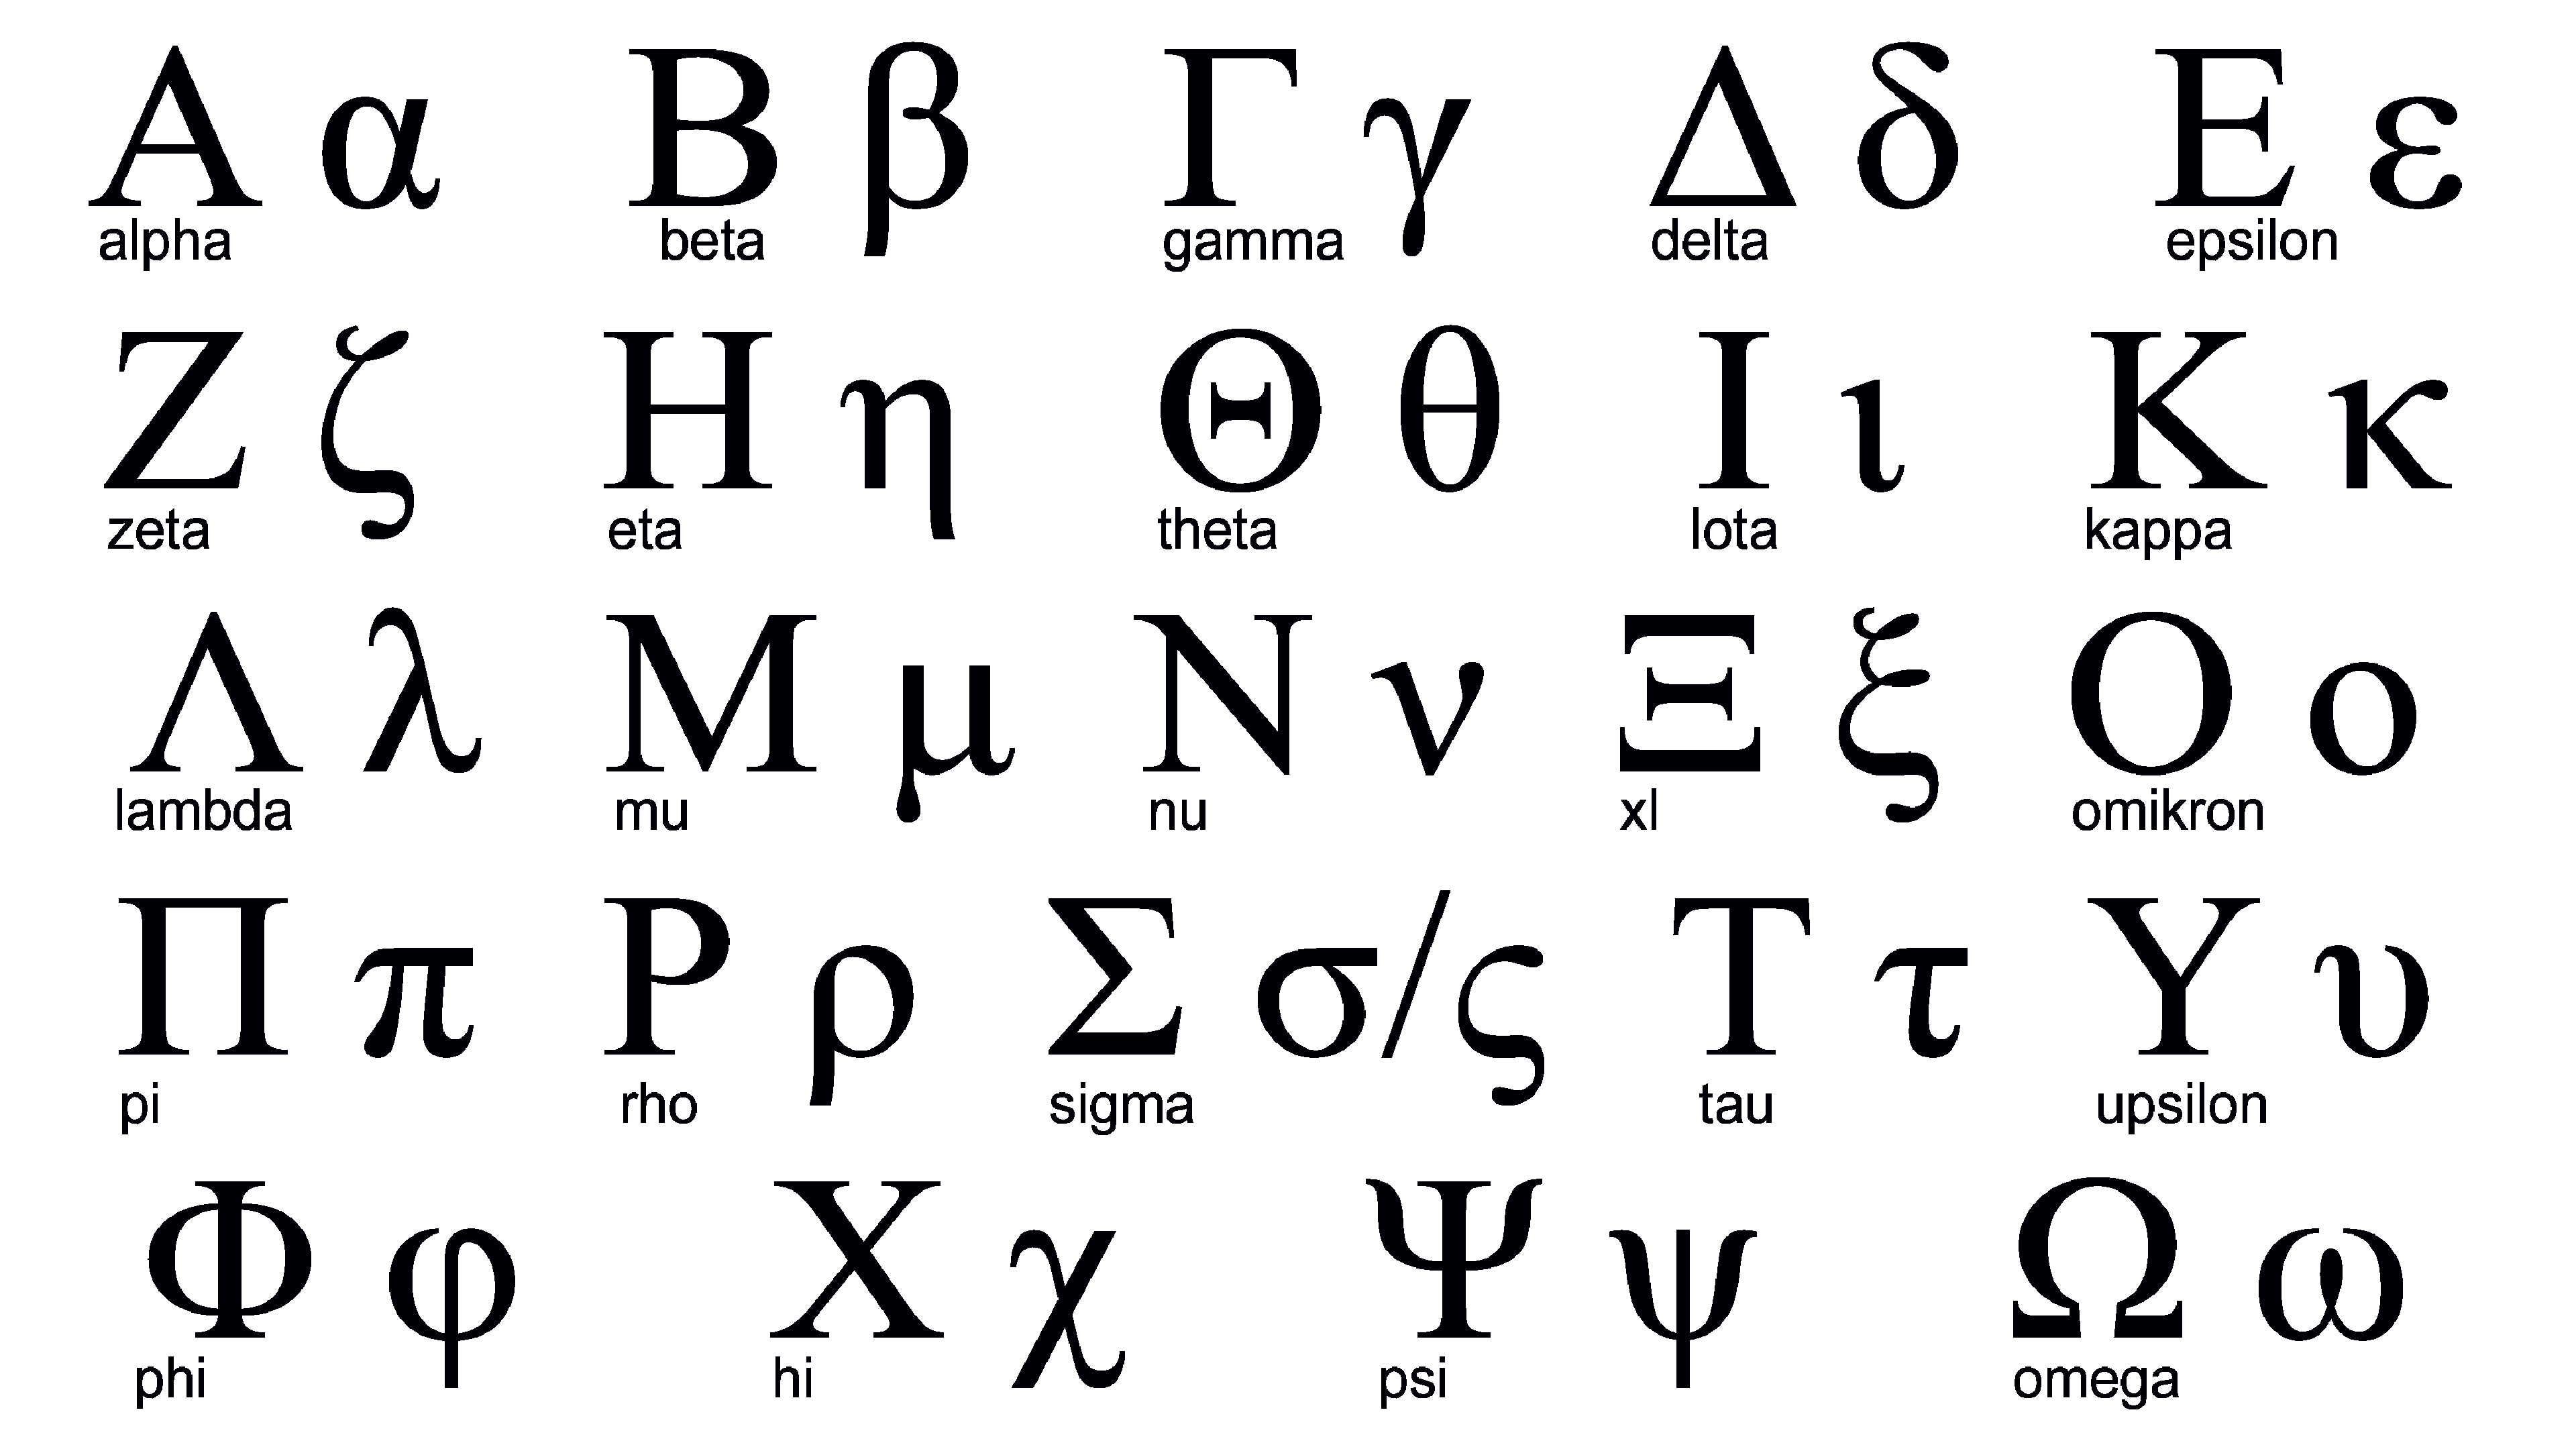 Α α Β β Γ γ Δ δ Ε ε
alpha beta gamma delta epsilon
Ζ ζ Η η Θ θ Ι ι Κ κ
zeta eta theta lota kappa
Λ λ Μ μ Ν ν Ξ ξ Ο ο
lambda mu nu xl omikron
Π π Ρ ρ Σ σ/ς Τ τ Υ υ
pi rho sigma tau upsilon
Φ φ Χ χ Ψ ψ Ω ω
phi hi psi omega